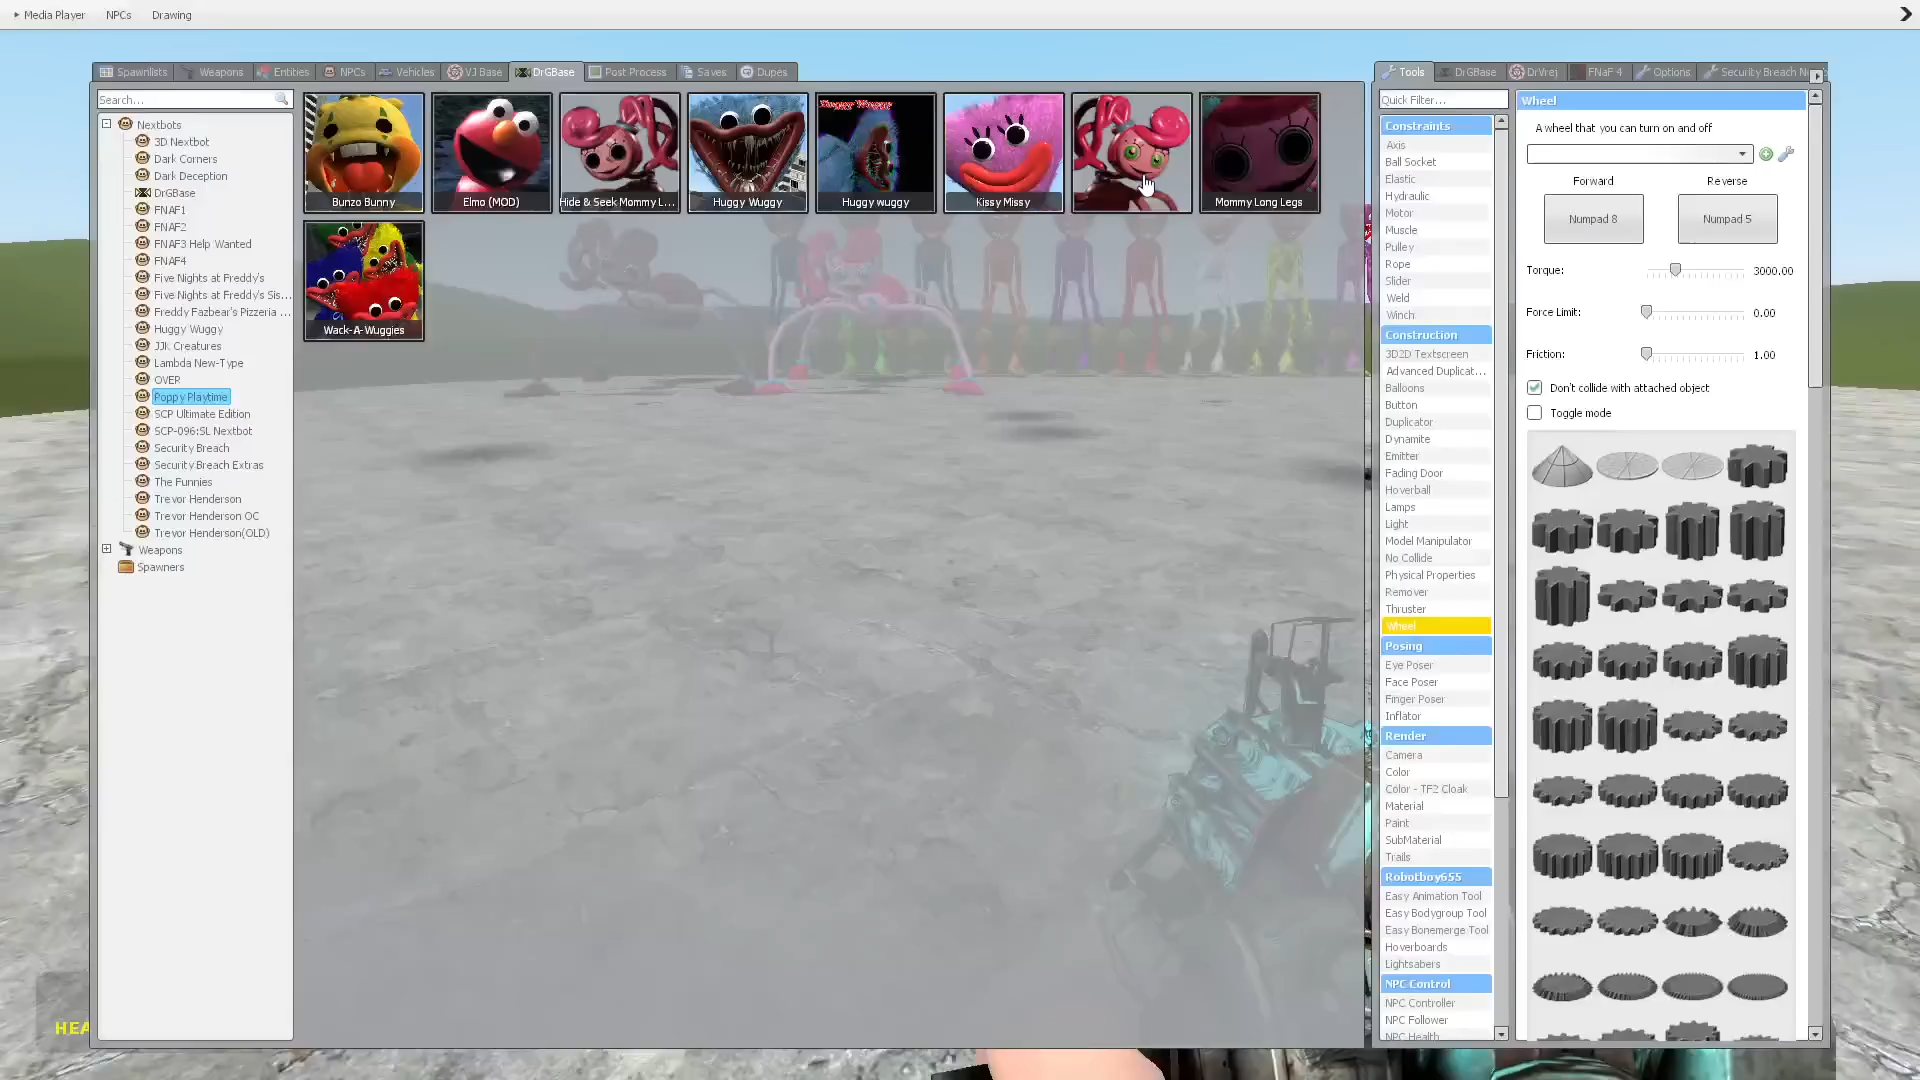 Media Player NPCs Drawing
Spawnlists Weapons Entities NPCs Vehicles VJ Base DrGBase Post Process Saves Dupes
Tools DrGBase DrVrej FNaF 4 Options Security Breach
Search...
Nextbots
3D Nextbot
Dark Corners
Dark Deception
DrGBase
FNAF1
FNAF2
FNAF3 Help Wanted
FNAF4
Five Nights at Freddy's
Five Nights at Freddy's Sis...
Freddy Fazbear's Pizzeria ...
Huggy Wuggy
JJK Creatures
Lambda New-Type
OVER
Poppy Playtime
SCP Ultimate Edition
SCP-096:SL Nextbot
Security Breach
Security Breach Extras
The Funnies
Trevor Henderson
Trevor Henderson OC
Trevor Henderson(OLD)
Weapons
Spawners
Bunzo Bunny
Elmo (MOD)
Hide & Seek Mommy L...
Huggy Wuggy
Huggy Wuggy
Huggy wuggy
Kissy Missy
Mommy Long Legs
Wack-A-Wuggies
Quick Filter...
Constraints
Axis
Ball Socket
Elastic
Hydraulic
Motor
Muscle
Pulley
Rope
Slider
Weld
Winch
Construction
3D2D Textscreen
Advanced Duplicat...
Balloons
Button
Duplicator
Dynamite
Emitter
Fading Door
Hoverball
Lamps
Light
Model Manipulator
No Collide
Physical Properties
Remover
Thruster
Wheel
Posing
Eye Poser
Face Poser
Finger Poser
Inflator
Render
Camera
Color
Color - TF2 Cloak
Material
Paint
SubMaterial
Trails
Robotboy655
Easy Animation Tool
Easy Bodygroup Tool
Easy Bonemerge Tool
Hoverboards
Lightsabers
NPC Control
NPC Controller
NPC Follower
NPC Health
Wheel
A wheel that you can turn on and off
Forward Reverse
Numpad 8 Numpad 5
Torque: 3000.00
Force Limit: 0.00
Friction: 1.00
Don't collide with attached object
Toggle mode
HEA